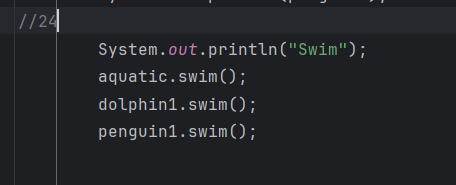 //24
System.out.println("Swim");
aquatic.swim();
dolphin1.swim();
penguin1.swim();